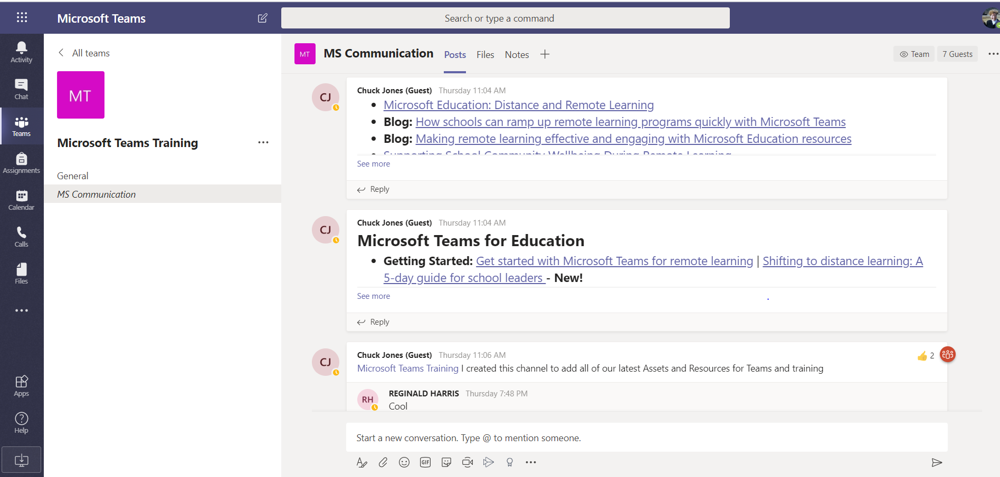 Microsoft Teams
Search or type a command
Activity
Chat
Teams
Assignments
Calendar
Calls
Files
Apps
Help
All teams
MT
Microsoft Teams Training
General
MS Communication
MT
MS Communication
Posts
Files
Notes
Team
7 Guests
CJ
Chuck Jones (Guest) Thursday 11:04 AM
• Microsoft Education: Distance and Remote Learning
• Blog: How schools can ramp up remote learning programs quickly with Microsoft Teams
• Blog: Making remote learning effective and engaging with Microsoft Education resources
• Supporting School Community Wellbeing During Remote Learning
See more
Reply
CJ
Chuck Jones (Guest) Thursday 11:04 AM
Microsoft Teams for Education
• Getting Started: Get started with Microsoft Teams for remote learning | Shifting to distance learning: A
5-day guide for school leaders - New!
See more
Reply
CJ
Chuck Jones (Guest) Thursday 11:06 AM
2
Microsoft Teams Training I created this channel to add all of our latest Assets and Resources for Teams and training
RH
REGINALD HARRIS Thursday 7:48 PM
Cool
Start a new conversation. Type @ to mention someone.
GIF